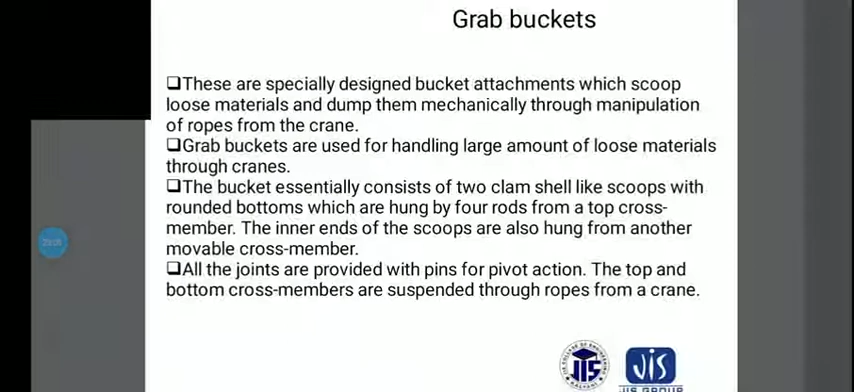 Grab buckets
❑These are specially designed bucket attachments which scoop
loose materials and dump them mechanically through manipulation
of ropes from the crane.
❑Grab buckets are used for handling large amount of loose materials
through cranes.
❑The bucket essentially consists of two clam shell like scoops with
rounded bottoms which are hung by four rods from a top cross-
member. The inner ends of the scoops are also hung from another
movable cross-member.
❑All the joints are provided with pins for pivot action. The top and
bottom cross-members are suspended through ropes from a crane.
JIS
JIS GROUP